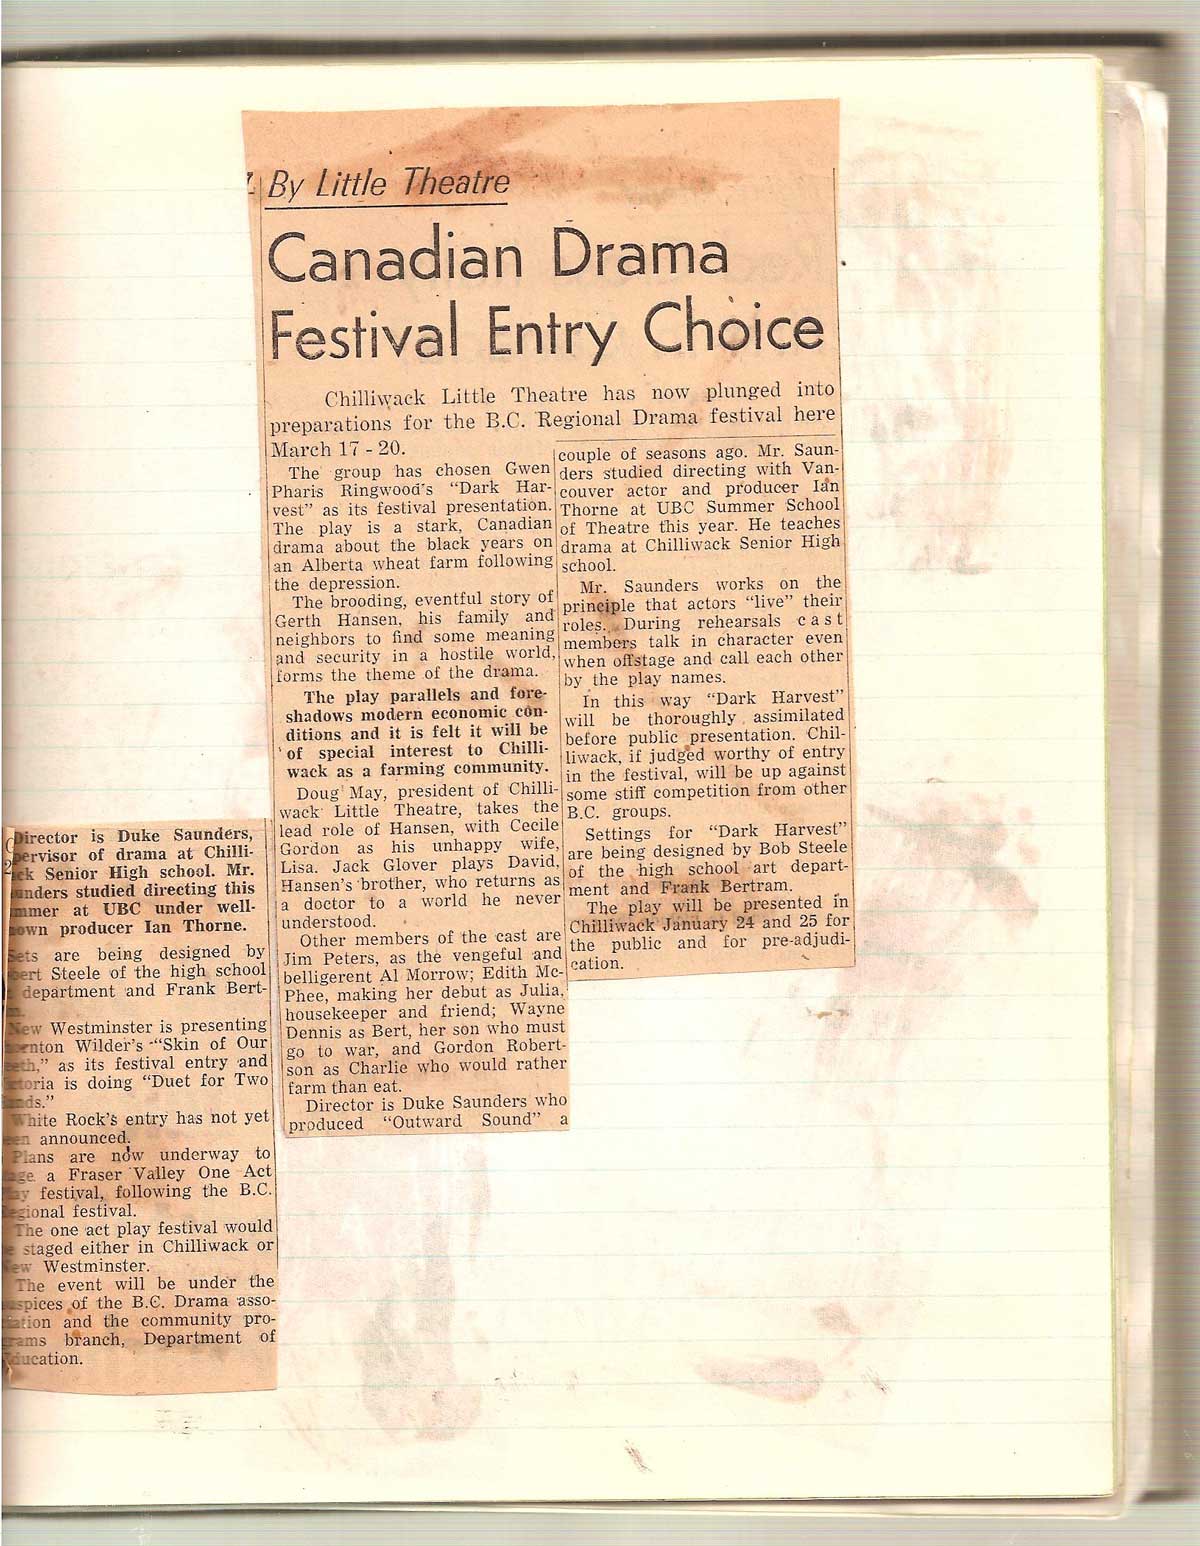 By Little Theatre
Canadian Drama
Festival Entry Choice
Chilliwack Little Theatre has now plunged into
preparations for the B.C. Regional Drama festival here
March 17 - 20.
The group has chosen Gwen
Pharis Ringwood's "Dark Har-
vest" as its festival presentation.
The play is a stark, Canadian
drama about the black years on
an Alberta wheat farm following
the depression.
The brooding, eventful story of
Gerth Hansen, his family and
neighbors to find some meaning
and security in a hostile world,
forms the theme of the drama.
The play parallels and fore-
shadows modern economic con-
ditions and it is felt it will be
of special interest to Chilli-
wack as a farming community.
Doug May, president of Chilli-
wack Little Theatre, takes the
lead role of Hansen, with Cecile
Gordon as his unhappy wife,
Lisa. Jack Glover plays David,
Hansen's brother, who returns as
a doctor to a world he never
understood.
Other members of the cast are
Jim Peters, as the vengeful and
belligerent Al Morrow; Edith Mc-
Phee, making her debut as Julia,
housekeeper and friend; Wayne
Dennis as Bert, her son who must
go to war, and Gordon Robert-
son as Charlie who would rather
farm than eat.
Director is Duke Saunders who
produced "Outward Sound" a
couple of seasons ago. Mr. Saun-
ders studied directing with Van-
couver actor and producer Ian
Thorne at UBC Summer School
of Theatre this year. He teaches
drama at Chilliwack Senior High
school.
Mr. Saunders works on the
principle that actors "live" their
roles. During rehearsals cast
members talk in character even
when offstage and call each other
by the play names.
In this way "Dark Harvest"
will be thoroughly assimilated
before public presentation. Chil-
liwack, if judged worthy of entry
in the festival, will be up against
some stiff competition from other
B.C. groups.
Settings for "Dark Harvest"
are being designed by Bob Steele
of the high school art depart-
ment and Frank Bertram.
The play will be presented in
Chilliwack January 24 and 25 for
the public and for pre-adjudi-
cation.
Director is Duke Saunders,
pervisor of drama at Chilli-
ck Senior High school. Mr.
unders studied directing this
mmer at UBC under well-
own producer Ian Thorne.
Sets are being designed by
bert Steele of the high school
department and Frank Bert-
m.
New Westminster is presenting
ornton Wilder's "Skin of Our
eeth," as its festival entry and
ctoria is doing "Duet for Two
ands."
White Rock's entry has not yet
een announced.
Plans are now underway to
age a Fraser Valley One Act
ay festival, following the B.C.
egional festival.
The one act play festival would
e staged either in Chilliwack or
ew Westminster.
The event will be under the
uspices of the B.C. Drama asso-
iation and the community pro-
grams branch, Department of
Education.